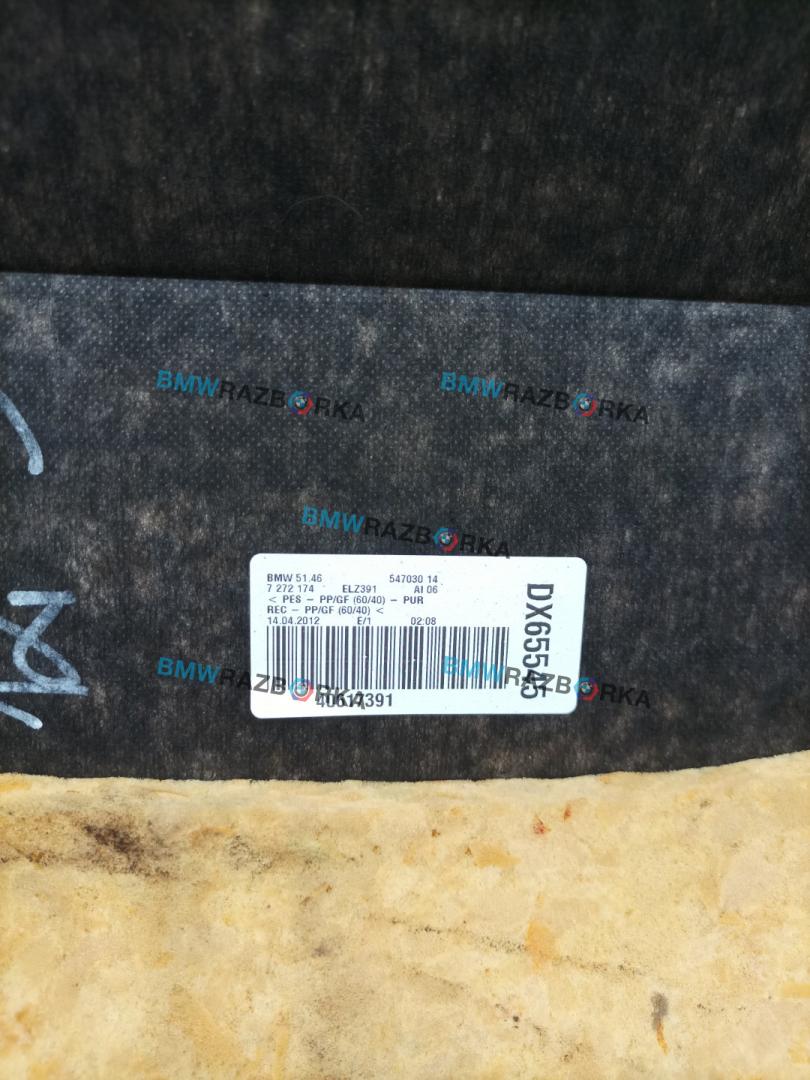 BMWRAZBORKA
BMWRAZBORKA
BMWRAZBORKA
BMW 51.46 547030 14
7 272 174 ELZ391 AI 06
< PES - PP/GF (60/40) - PUR
REC - PP/GF (60/40) <
14.04.2012 E/1 02:08
DX65545
BMWRAZBORKA
BMWRAZBORKA
40617391